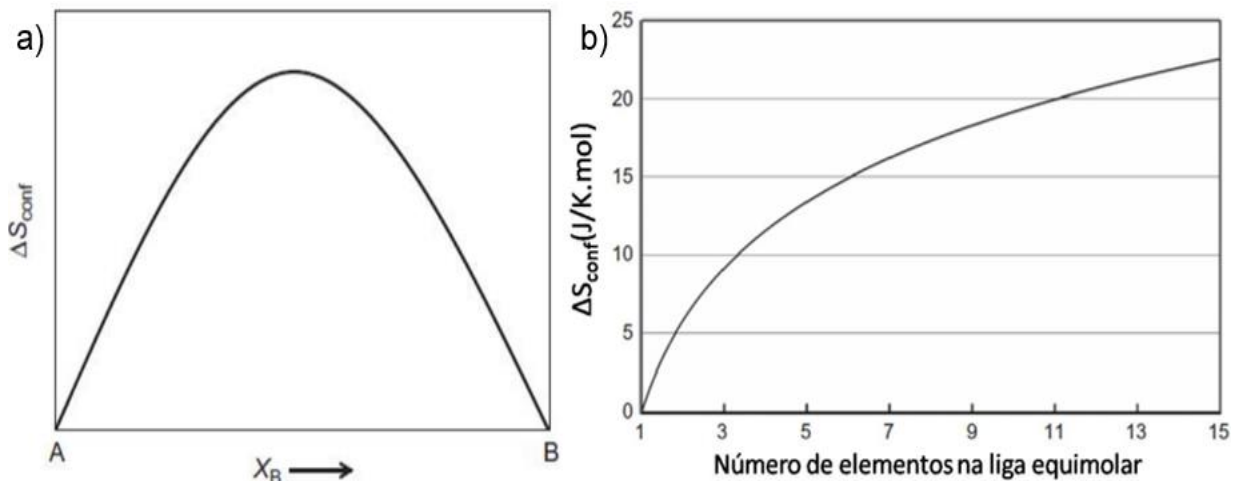 a)
ΔS_conf
A
X_B
B
b)
ΔS_conf(J/K.mol)
25
20
15
10
5
0
1 3 5 7 9 11 13 15
Número de elementos na liga equimolar